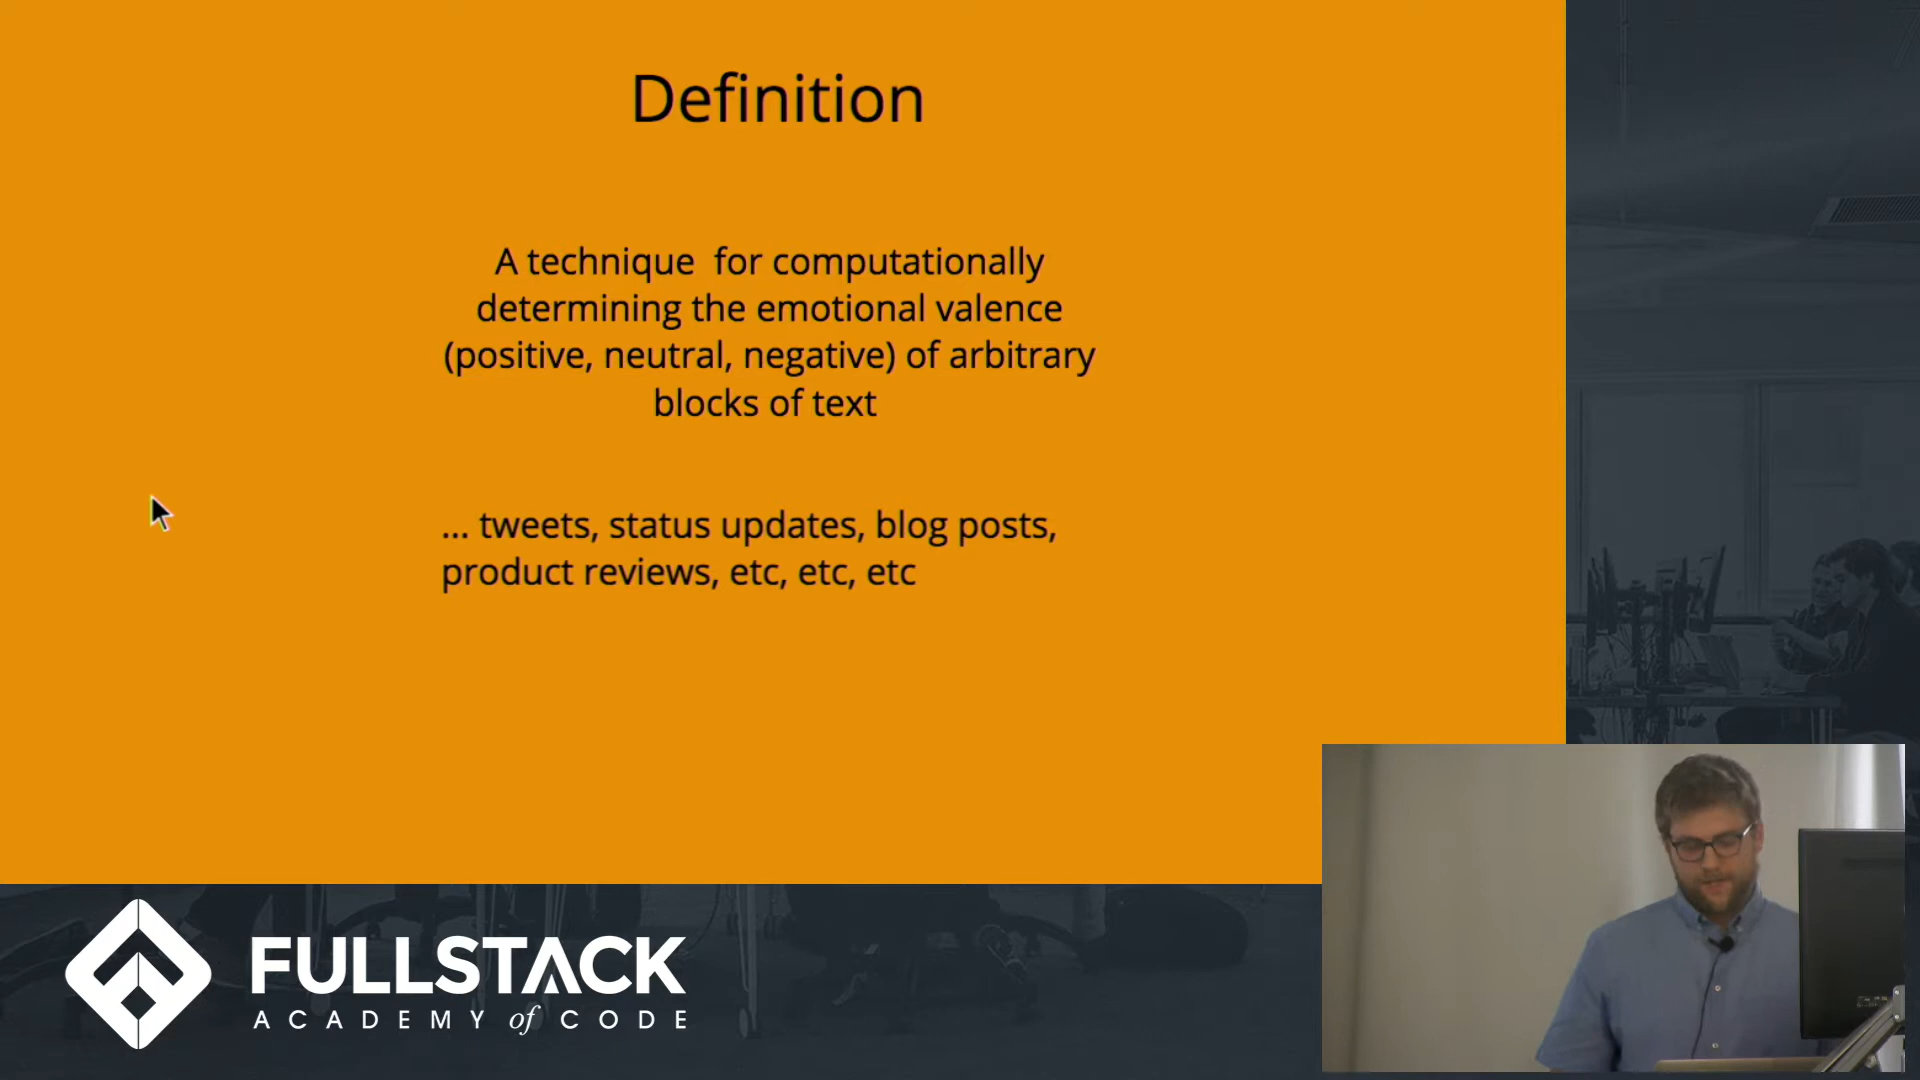 Definition
A technique for computationally
determining the emotional valence
(positive, neutral, negative) of arbitrary
blocks of text
... tweets, status updates, blog posts,
product reviews, etc, etc, etc
FULLSTACK
ACADEMY of CODE